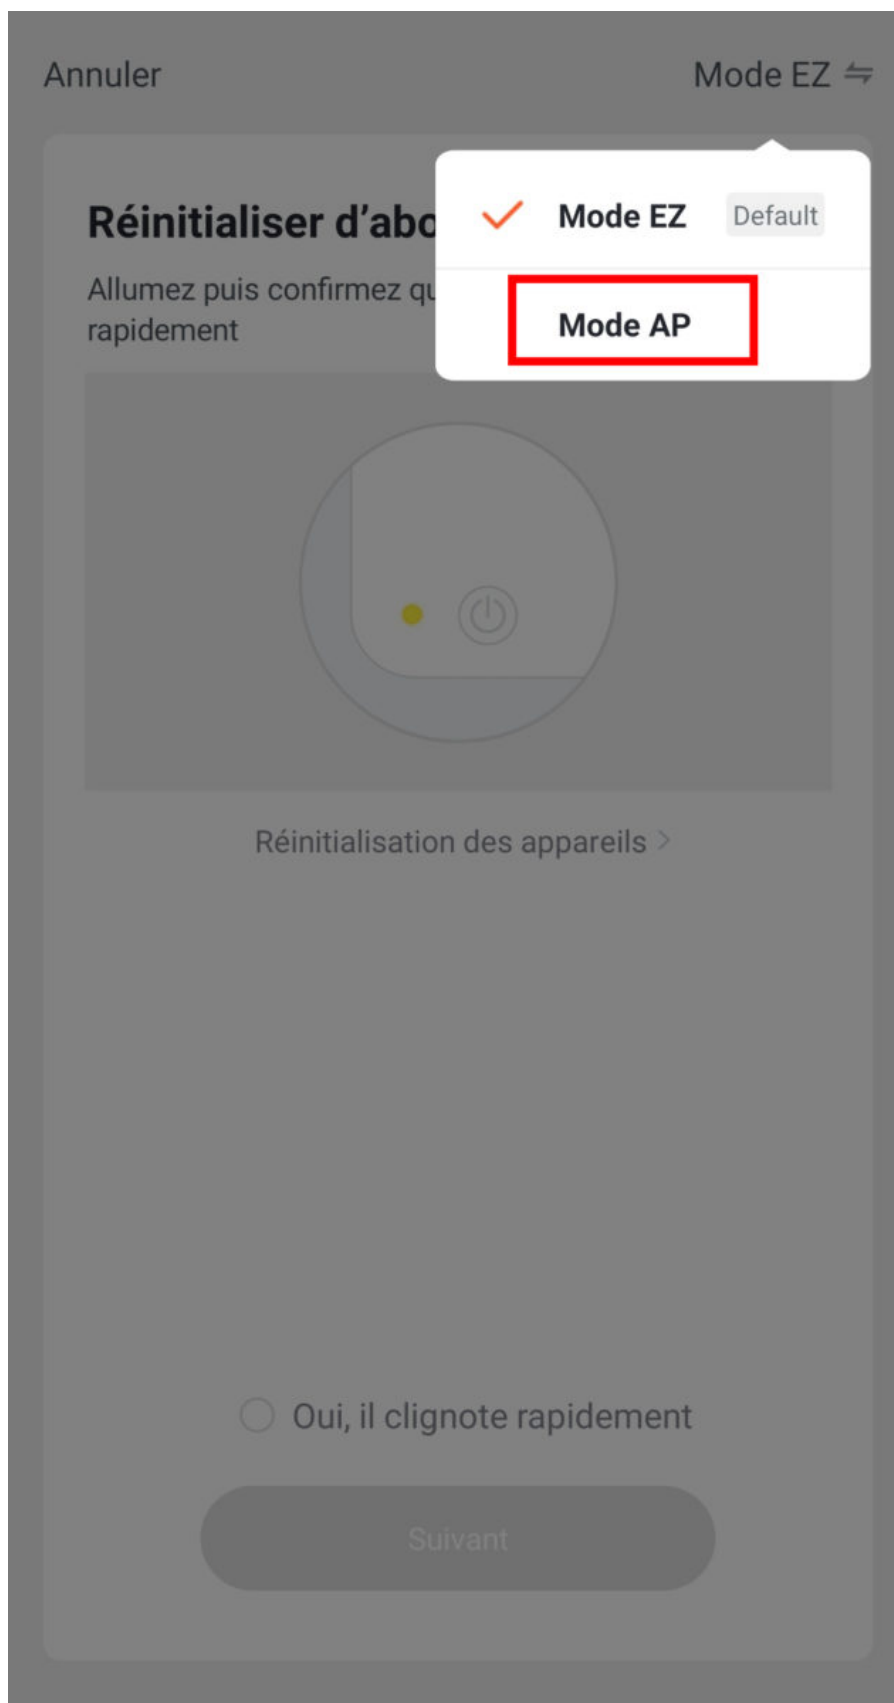 Annuler
Mode EZ
Mode EZ Default
Mode AP
Réinitialiser d'abo
Allumez puis confirmez qu
rapidement
Réinitialisation des appareils >
Oui, il clignote rapidement
Suivant